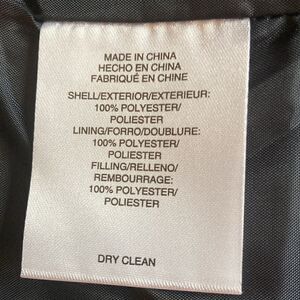 MADE IN CHINA
HECHO EN CHINA
FABRIQUÉ EN CHINE
SHELL/EXTERIOR/EXTERIEUR:
100% POLYESTER/
POLIESTER
LINING/FORRO/DOUBLURE:
100% POLYESTER/
POLIESTER
FILLING/RELLENO/
REMBOURRAGE:
100% POLYESTER/
POLIESTER
DRY CLEAN